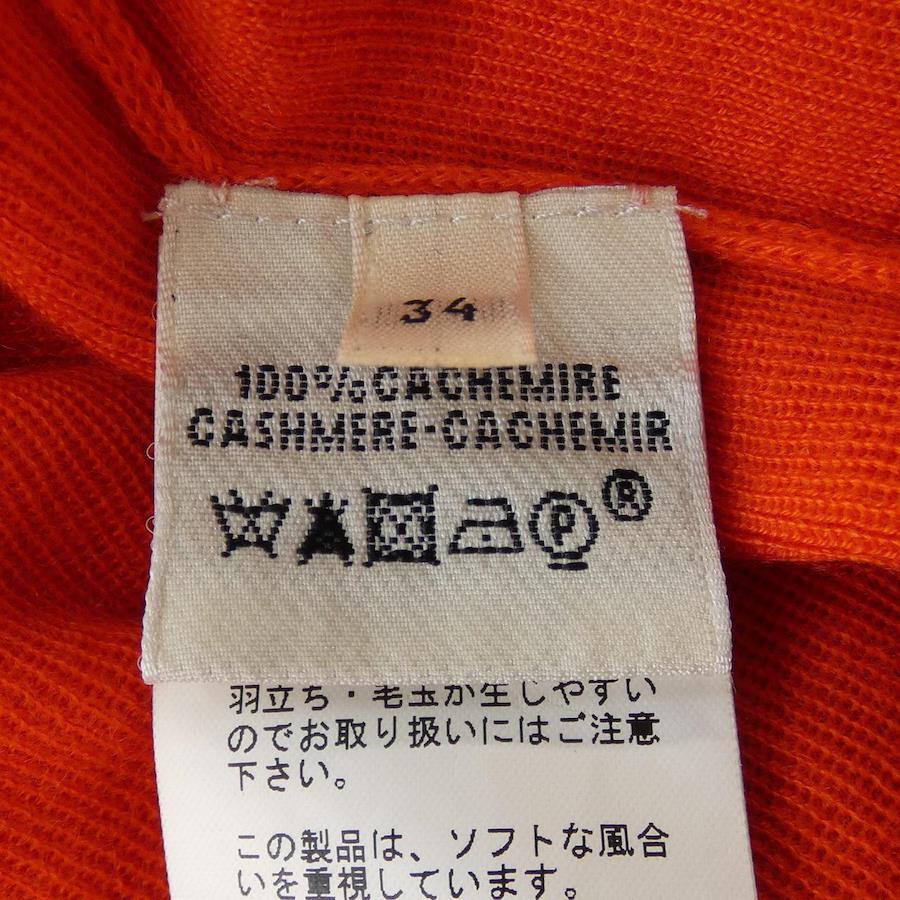 34
100%CACHEMIRE
CASHMERE-CACHEMIR
P ®
羽立ち・毛玉が生じやすい
のでお取り扱いにはご注意
下さい。
この製品は、ソフトな風合
いを重視しています。